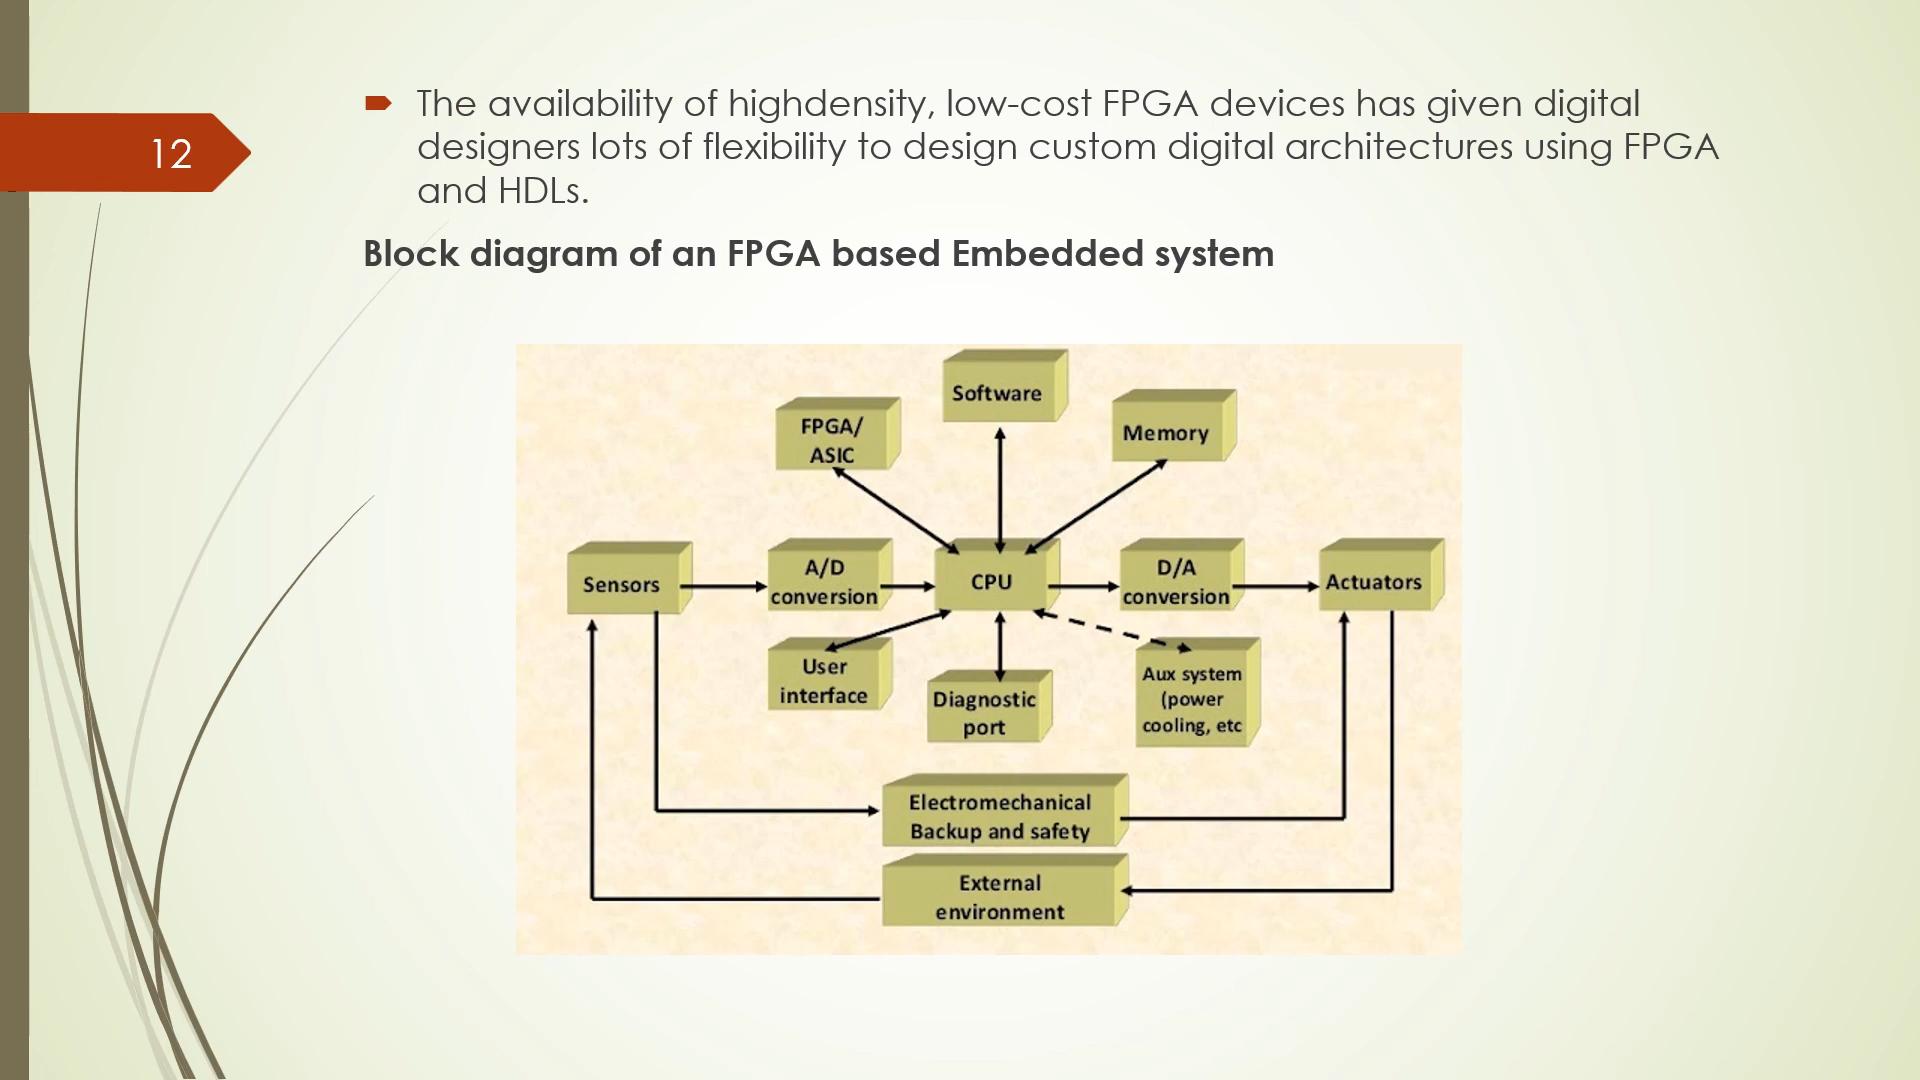 12
The availability of highdensity, low-cost FPGA devices has given digital
designers lots of flexibility to design custom digital architectures using FPGA
and HDLs.
Block diagram of an FPGA based Embedded system
Software
FPGA/
ASIC
Memory
Sensors
A/D
conversion
CPU
D/A
conversion
Actuators
User
interface
Diagnostic
port
Aux system
(power
cooling, etc
Electromechanical
Backup and safety
External
environment